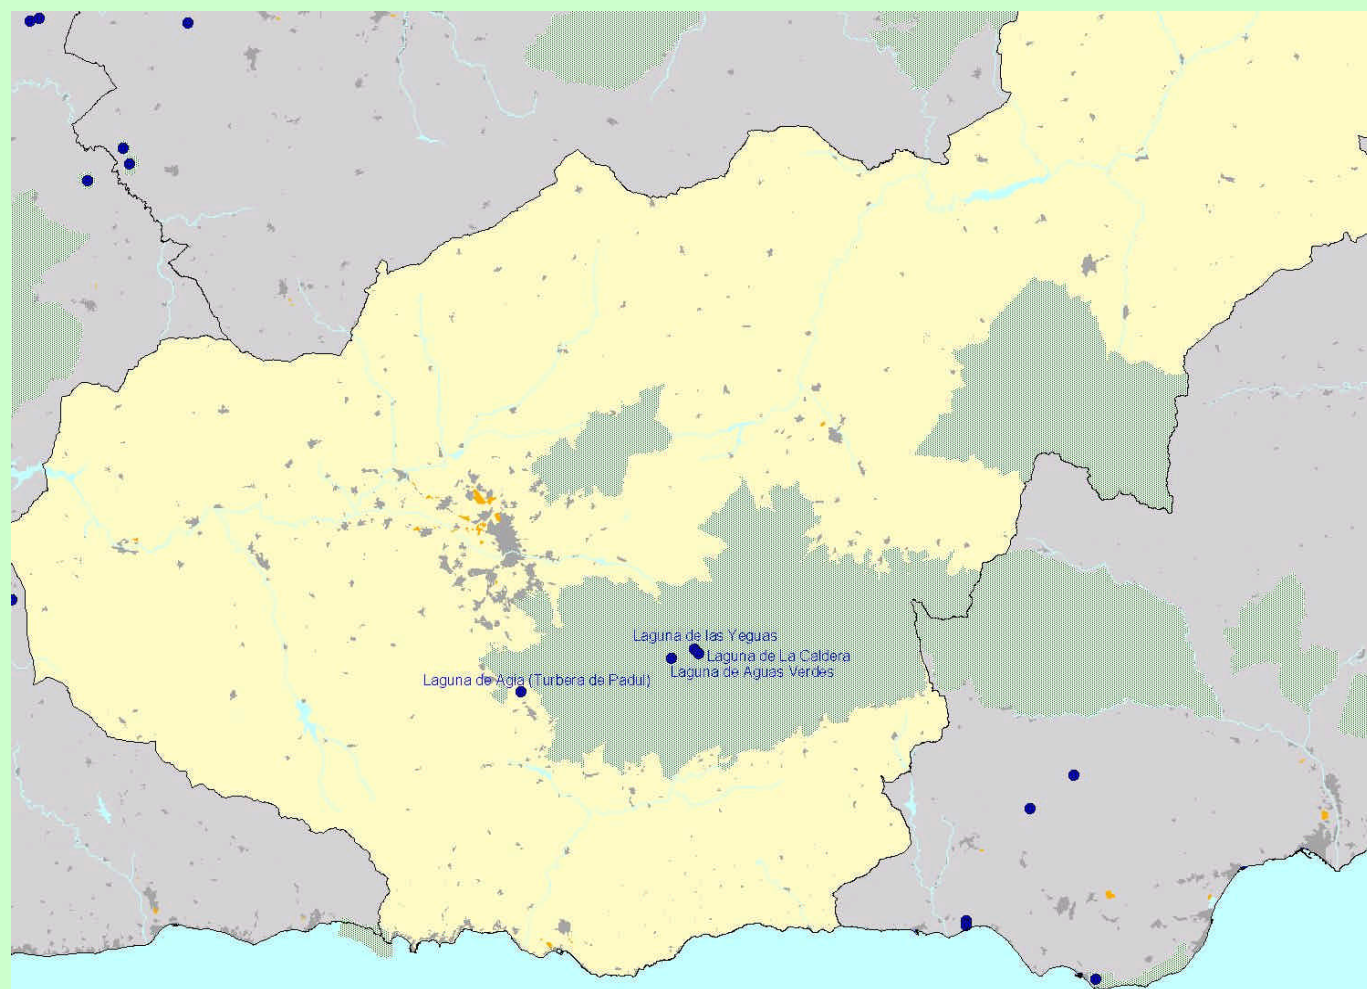 Laguna de las Yeguas
Laguna de La Caldera
Laguna de Aguas Verdes
Laguna de Agia (Turbera de Padul)